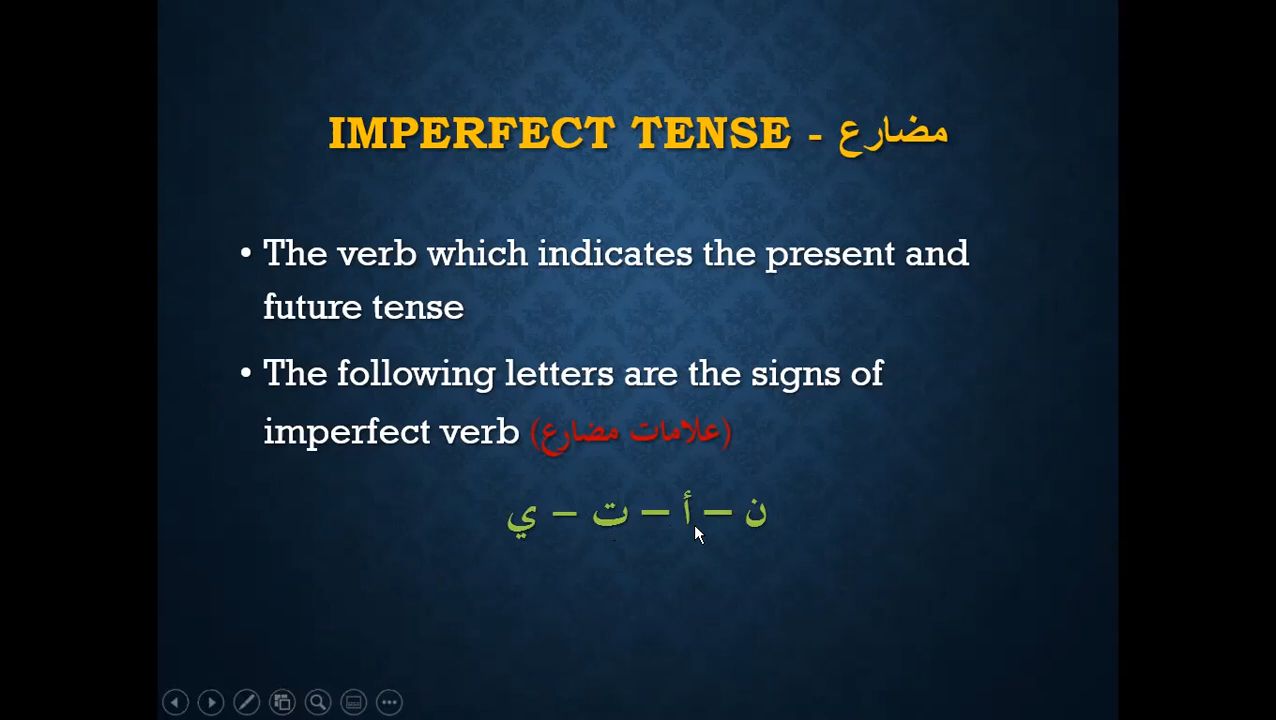 IMPERFECT TENSE - مضارع
• The verb which indicates the present and
future tense
• The following letters are the signs of
imperfect verb (علامات مضارع)
ن – أ – ت – ي